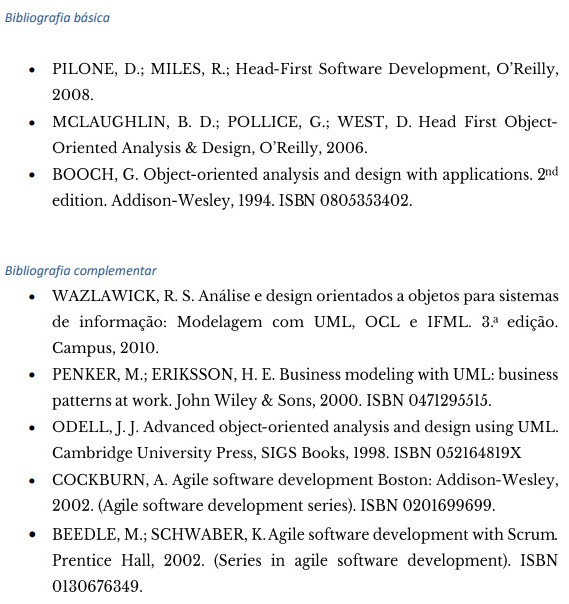 Bibliografia básica
• PILONE, D.; MILES, R.; Head-First Software Development, O’Reilly,
2008.
• MCLAUGHLIN, B. D.; POLLICE, G.; WEST, D. Head First Object-
Oriented Analysis & Design, O’Reilly, 2006.
• BOOCH, G. Object-oriented analysis and design with applications. 2nd
edition. Addison-Wesley, 1994. ISBN 0805353402.
Bibliografia complementar
• WAZLAWICK, R. S. Análise e design orientados a objetos para sistemas
de informação: Modelagem com UML, OCL e IFML. 3.ª edição.
Campus, 2010.
• PENKER, M.; ERIKSSON, H. E. Business modeling with UML: business
patterns at work. John Wiley & Sons, 2000. ISBN 0471295515.
• ODELL, J. J. Advanced object-oriented analysis and design using UML.
Cambridge University Press, SIGS Books, 1998. ISBN 052164819X
• COCKBURN, A. Agile software development Boston: Addison-Wesley,
2002. (Agile software development series). ISBN 0201699699.
• BEEDLE, M.; SCHWABER, K. Agile software development with Scrum.
Prentice Hall, 2002. (Series in agile software development). ISBN
0130676349.